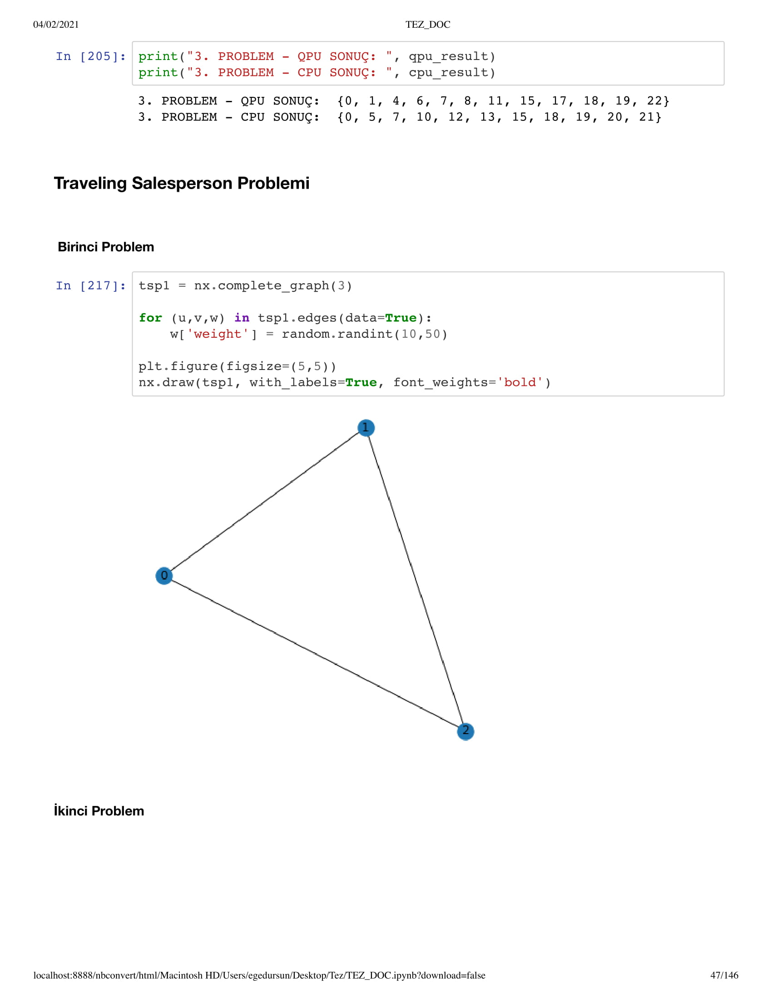 04/02/2021 TEZ_DOC
In [205]: print("3. PROBLEM - QPU SONUÇ: ", qpu_result)
print("3. PROBLEM - CPU SONUÇ: ", cpu_result)
3. PROBLEM - QPU SONUÇ:  {0, 1, 4, 6, 7, 8, 11, 15, 17, 18, 19, 22}
3. PROBLEM - CPU SONUÇ:  {0, 5, 7, 10, 12, 13, 15, 18, 19, 20, 21}
Traveling Salesperson Problemi
Birinci Problem
In [217]: tsp1 = nx.complete_graph(3)
for (u,v,w) in tsp1.edges(data=True):
    w['weight'] = random.randint(10,50)
plt.figure(figsize=(5,5))
nx.draw(tsp1, with_labels=True, font_weights='bold')
1
0
2
İkinci Problem
localhost:8888/nbconvert/html/Macintosh HD/Users/egedursun/Desktop/Tez/TEZ_DOC.ipynb?download=false 47/146